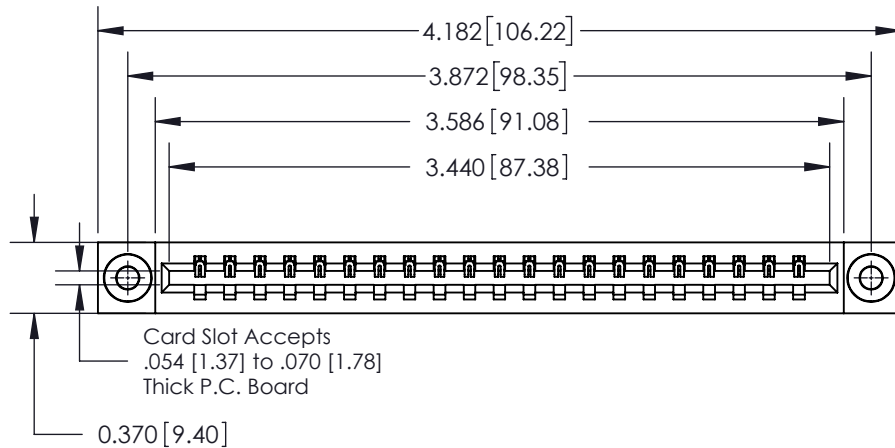 4.182[106.22]
3.872[98.35]
3.586[91.08]
3.440[87.38]
Card Slot Accepts
.054 [1.37] to .070 [1.78]
Thick P.C. Board
0.370[9.40]